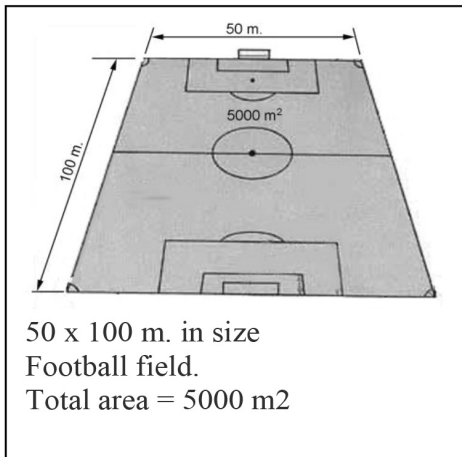 50 m.
5000 m²
100 m.
50 x 100 m. in size
Football field.
Total area = 5000 m2